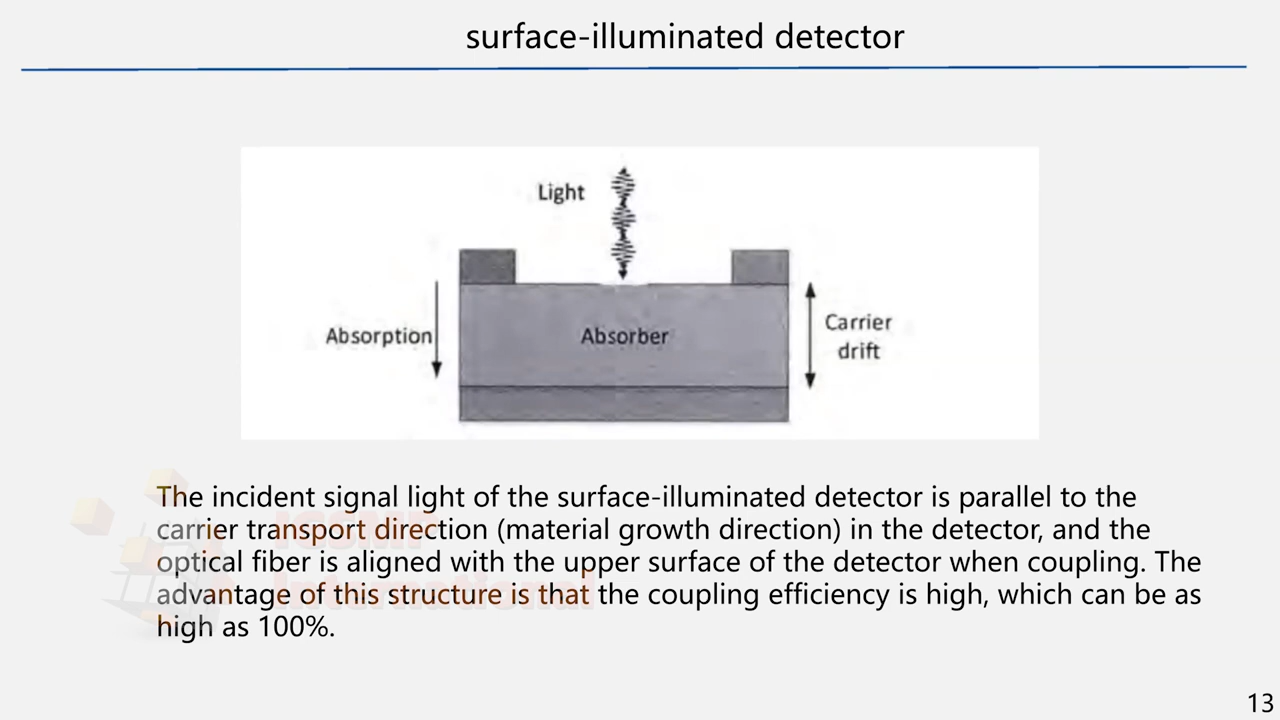 surface-illuminated detector
Light
Absorption
Absorber
Carrier
drift
The incident signal light of the surface-illuminated detector is parallel to the
carrier transport direction (material growth direction) in the detector, and the
optical fiber is aligned with the upper surface of the detector when coupling. The
advantage of this structure is that the coupling efficiency is high, which can be as
high as 100%.
International
13